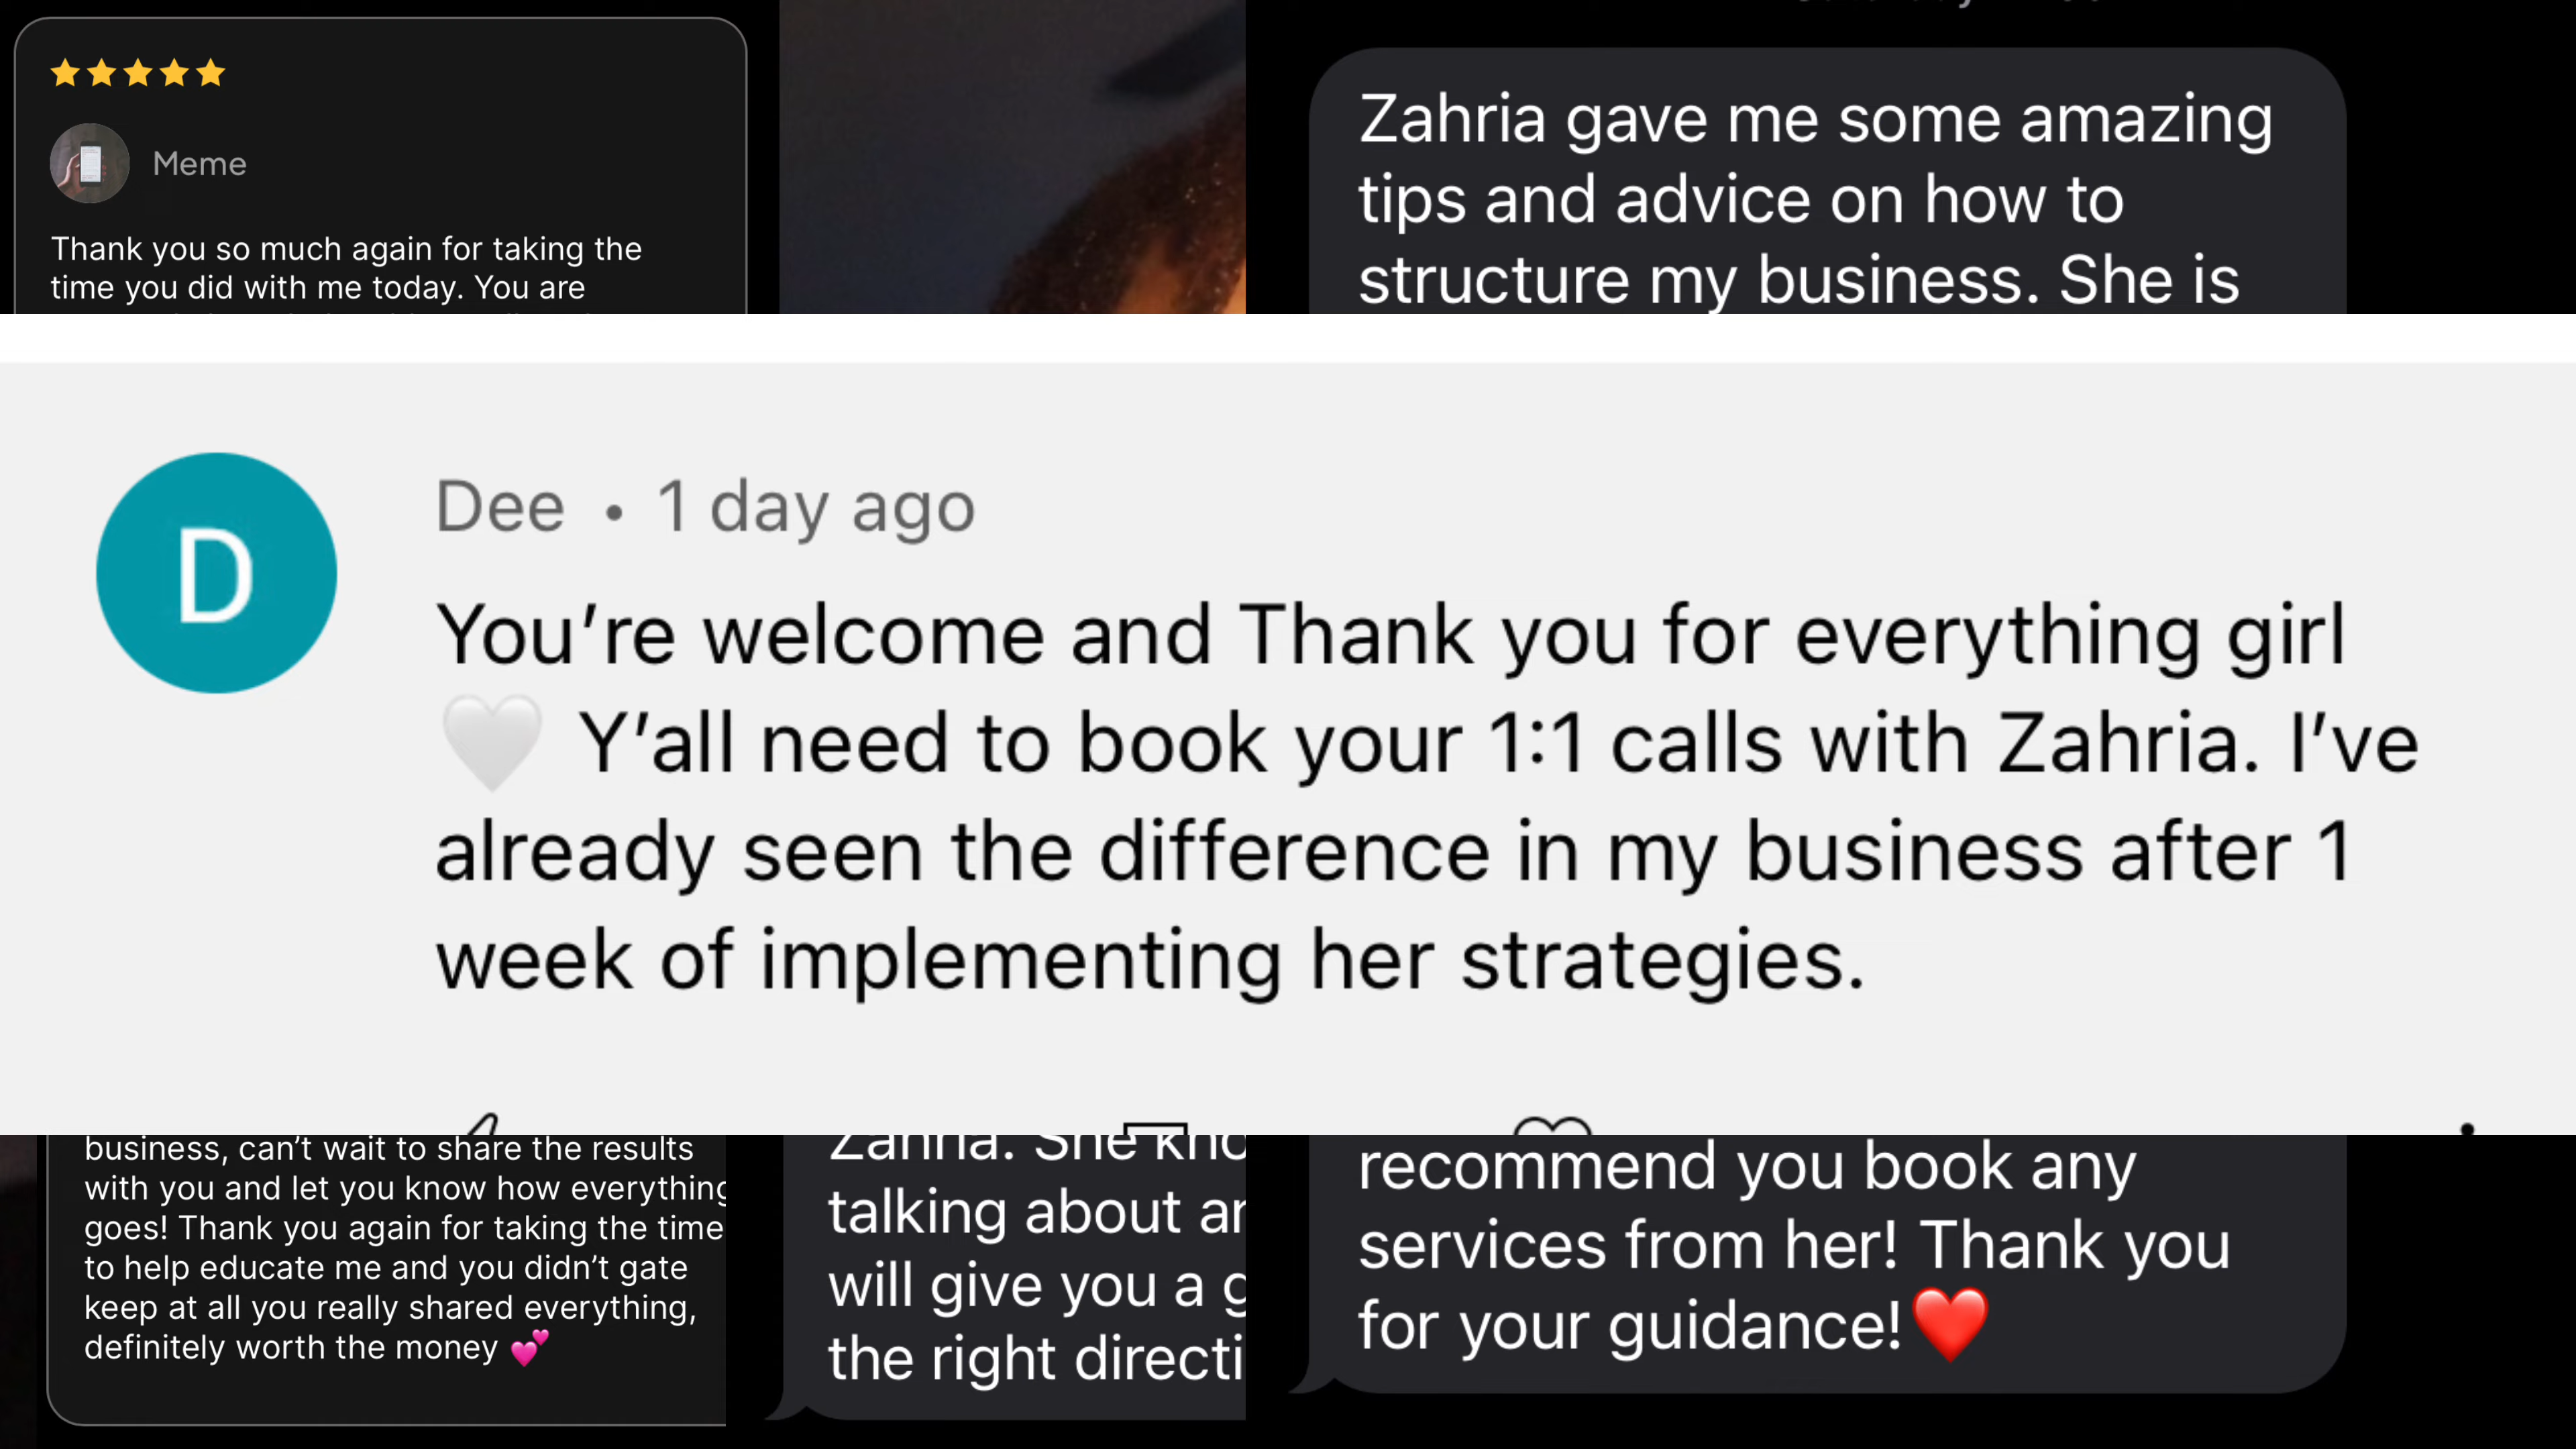 Meme
Thank you so much again for taking the
time you did with me today. You are
Zahria gave me some amazing
tips and advice on how to
structure my business. She is
D
Dee • 1 day ago
You’re welcome and Thank you for everything girl
🤍 Y’all need to book your 1:1 calls with Zahria. I’ve
already seen the difference in my business after 1
week of implementing her strategies.
business, can’t wait to share the results
with you and let you know how everything
goes! Thank you again for taking the time
to help educate me and you didn’t gate
keep at all you really shared everything,
definitely worth the money 💕
Zahria. She
talking about
will give you a
the right
recommend you book any
services from her! Thank you
for your guidance!❤️